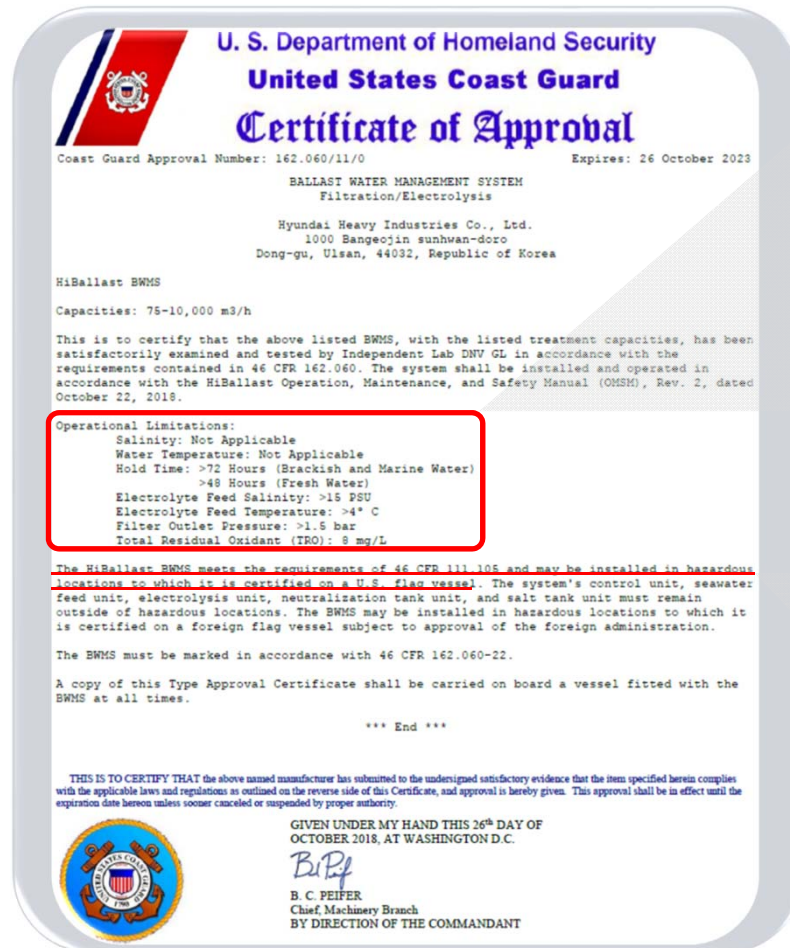 U. S. Department of Homeland Security
United States Coast Guard
Certificate of Approval
Coast Guard Approval Number: 162.060/11/0 Expires: 26 October 2023
BALLAST WATER MANAGEMENT SYSTEM
Filtration/Electrolysis
Hyundai Heavy Industries Co., Ltd.
1000 Bangeojin sunhwan-doro
Dong-gu, Ulsan, 44032, Republic of Korea
HiBallast BWMS
Capacities: 75-10,000 m3/h
This is to certify that the above listed BWMS, with the listed treatment capacities, has been
satisfactorily examined and tested by Independent Lab DNV GL in accordance with the
requirements contained in 46 CFR 162.060. The system shall be installed and operated in
accordance with the HiBallast Operation, Maintenance, and Safety Manual (OMSM), Rev. 2, dated
October 22, 2018.
Operational Limitations:
Salinity: Not Applicable
Water Temperature: Not Applicable
Hold Time: >72 Hours (Brackish and Marine Water)
>48 Hours (Fresh Water)
Electrolyte Feed Salinity: >15 PSU
Electrolyte Feed Temperature: >4° C
Filter Outlet Pressure: >1.5 bar
Total Residual Oxidant (TRO): 8 mg/L
The HiBallast BWMS meets the requirements of 46 CFR 111.105 and may be installed in hazardous
locations to which it is certified on a U.S. flag vessel. The system's control unit, seawater
feed unit, electrolysis unit, neutralization tank unit, and salt tank unit must remain
outside of hazardous locations. The BWMS may be installed in hazardous locations to which it
is certified on a foreign flag vessel subject to approval of the foreign administration.
The BWMS must be marked in accordance with 46 CFR 162.060-22.
A copy of this Type Approval Certificate shall be carried on board a vessel fitted with the
BWMS at all times.
*** End ***
THIS IS TO CERTIFY THAT the above named manufacturer has submitted to the undersigned satisfactory evidence that the item specified herein complies
with the applicable laws and regulations as outlined on the reverse side of this Certificate, and approval is hereby given. This approval shall be in effect until the
expiration date hereon unless sooner canceled or suspended by proper authority.
GIVEN UNDER MY HAND THIS 26th DAY OF
OCTOBER 2018, AT WASHINGTON D.C.
B. C. PEIFER
Chief, Machinery Branch
BY DIRECTION OF THE COMMANDANT
UNITED STATES COAST GUARD
1790